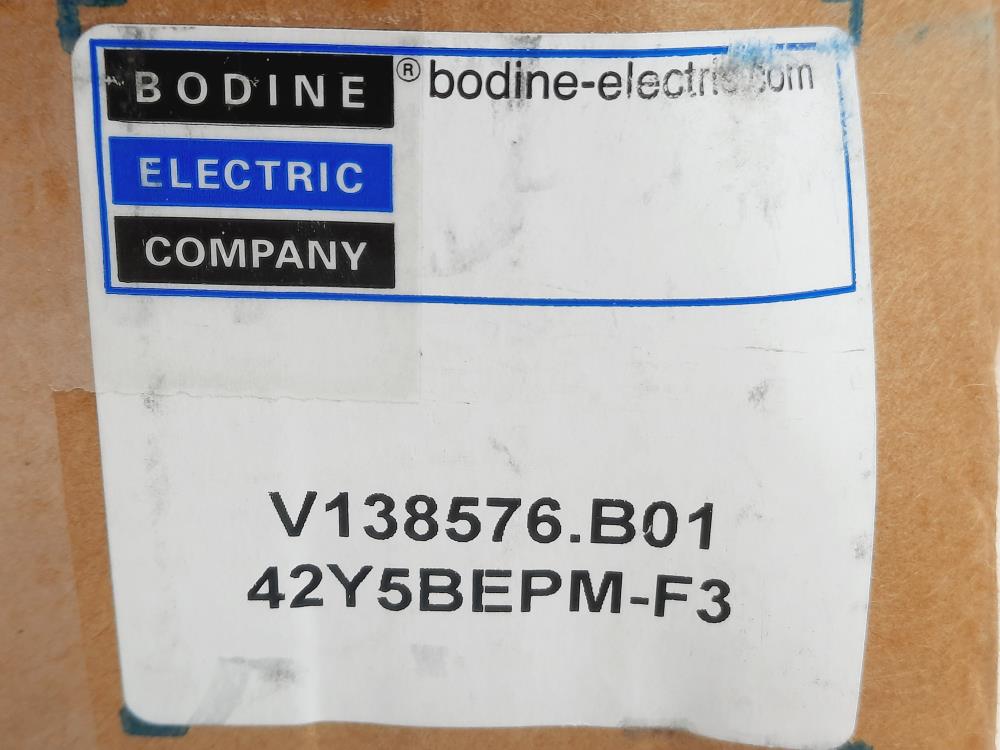 BODINE® bodine-electric.com
ELECTRIC
COMPANY
V138576.B01
42Y5BEPM-F3